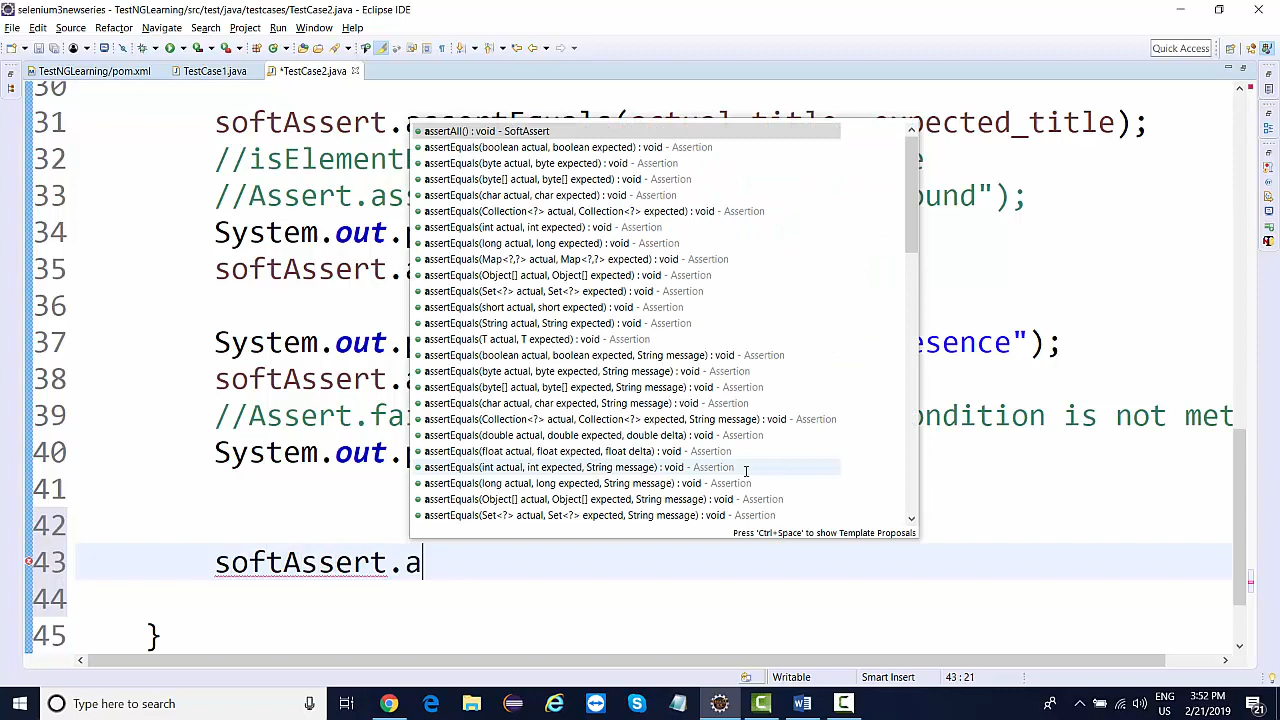 selenium3newseries - TestNGLearning/src/test/java/testcases/TestCase2.java - Eclipse IDE
File Edit Source Refactor Navigate Search Project Run Window Help
Quick Access
TestNGLearning/pom.xml TestCase1.java *TestCase2.java
30
31 softAssert.assertEquals(actual_title, expected_title);
32 //isElement
33 //Assert.ass ound");
34 System.out.p
35 softAssert.a
37 System.out.p esence");
38 softAssert.a
39 //Assert.fai ondition is not met
40 System.out.p
41
42
43 softAssert.a
44
45 }
assertAll() : void - SoftAssert
assertEquals(boolean actual, boolean expected) : void - Assertion
assertEquals(byte actual, byte expected) : void - Assertion
assertEquals(byte[] actual, byte[] expected) : void - Assertion
assertEquals(char actual, char expected) : void - Assertion
assertEquals(Collection<?> actual, Collection<?> expected) : void - Assertion
assertEquals(int actual, int expected) : void - Assertion
assertEquals(long actual, long expected) : void - Assertion
assertEquals(Map<?,?> actual, Map<?,?> expected) : void - Assertion
assertEquals(Object[] actual, Object[] expected) : void - Assertion
assertEquals(Set<?> actual, Set<?> expected) : void - Assertion
assertEquals(short actual, short expected) : void - Assertion
assertEquals(String actual, String expected) : void - Assertion
assertEquals(T actual, T expected) : void - Assertion
assertEquals(boolean actual, boolean expected, String message) : void - Assertion
assertEquals(byte actual, byte expected, String message) : void - Assertion
assertEquals(byte[] actual, byte[] expected, String message) : void - Assertion
assertEquals(char actual, char expected, String message) : void - Assertion
assertEquals(Collection<?> actual, Collection<?> expected, String message) : void - Assertion
assertEquals(double actual, double expected, double delta) : void - Assertion
assertEquals(float actual, float expected, float delta) : void - Assertion
assertEquals(int actual, int expected, String message) : void - Assertion
assertEquals(long actual, long expected, String message) : void - Assertion
assertEquals(Object[] actual, Object[] expected, String message) : void - Assertion
assertEquals(Set<?> actual, Set<?> expected, String message) : void - Assertion
Press 'Ctrl+Space' to show Template Proposals
Writable Smart Insert 43 : 21
Type here to search
ENG 3:52 PM
US 2/21/2019
21